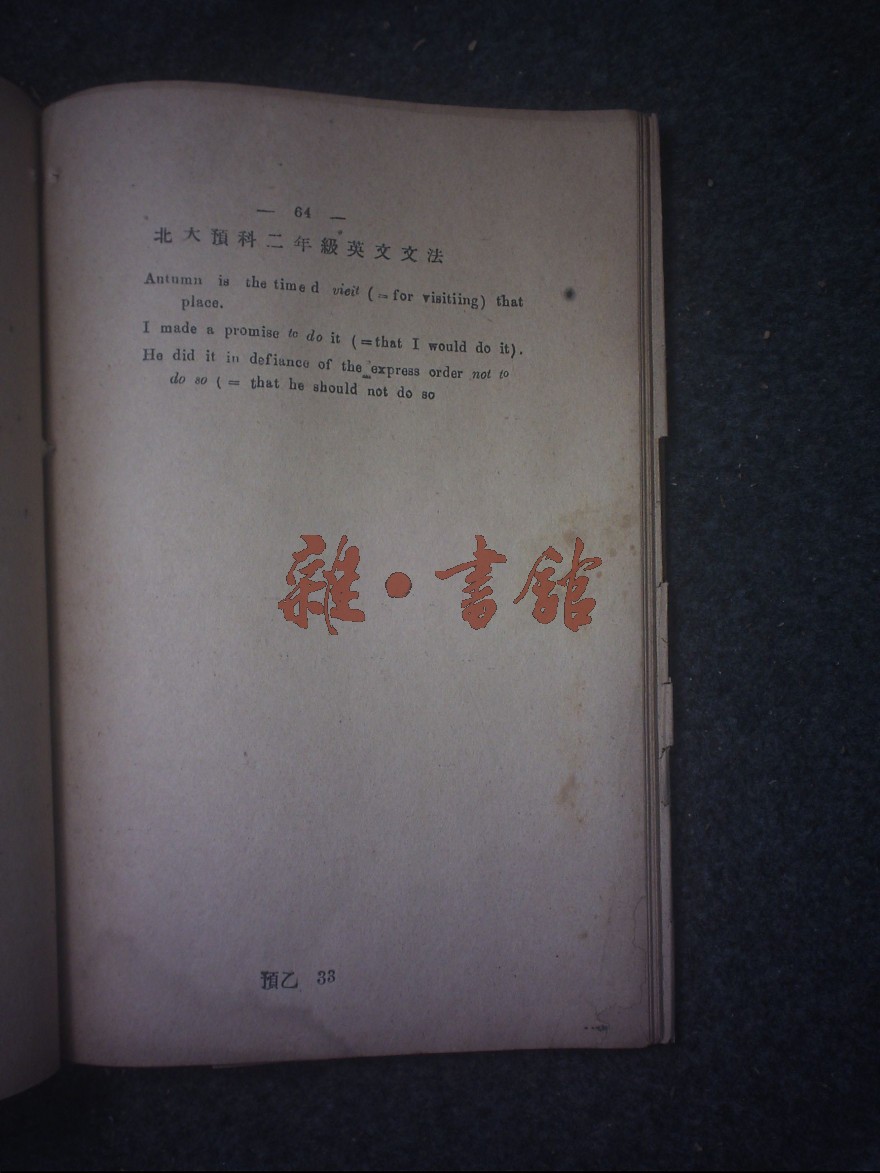 — 64 —
北大預科二年級英文文法
Autumn is the time d visit (=for visitiing) that
place.
I made a promise to do it (=that I would do it).
He did it in defiance of the express order not to
do so (= that he should not do so
雜·書館
預乙 33